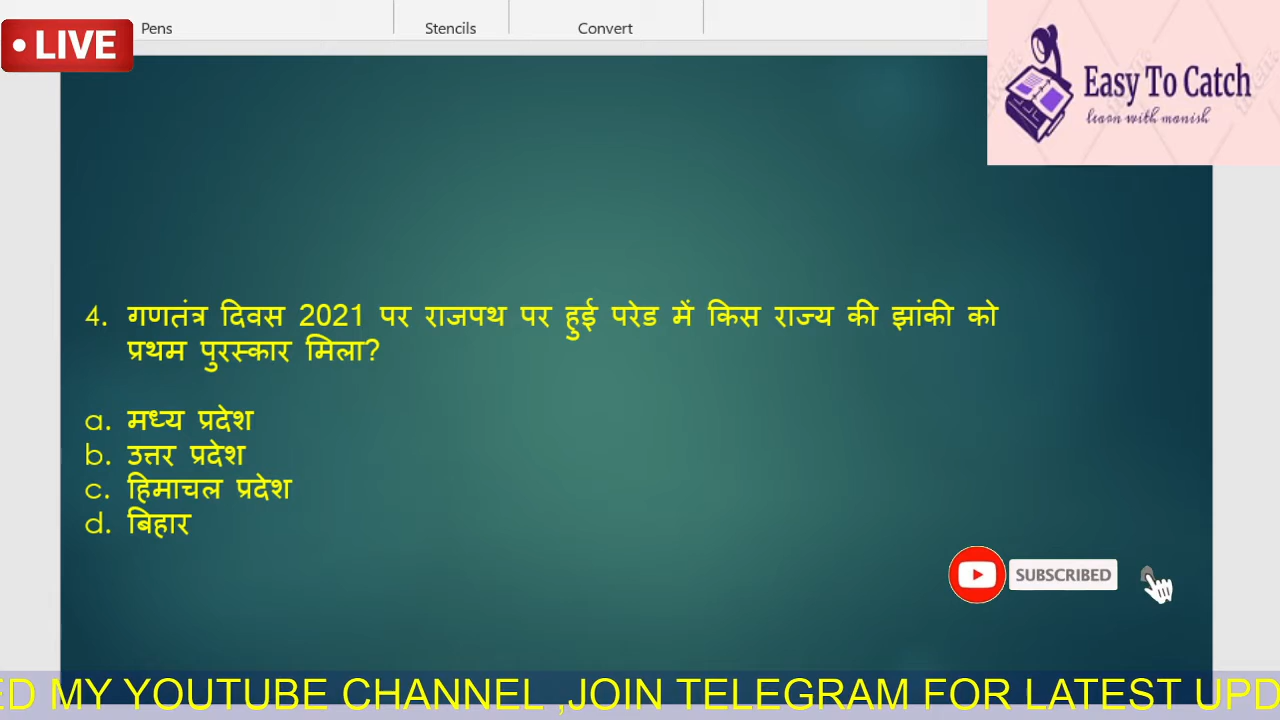 Pens Stencils Convert
• LIVE
Easy To Catch
learn with manish
4. गणतंत्र दिवस 2021 पर राजपथ पर हुई परेड में किस राज्य की झांकी को
प्रथम पुरस्कार मिला?
a. मध्य प्रदेश
b. उत्तर प्रदेश
c. हिमाचल प्रदेश
d. बिहार
SUBSCRIBED
ED MY YOUTUBE CHANNEL ,JOIN TELEGRAM FOR LATEST UPD